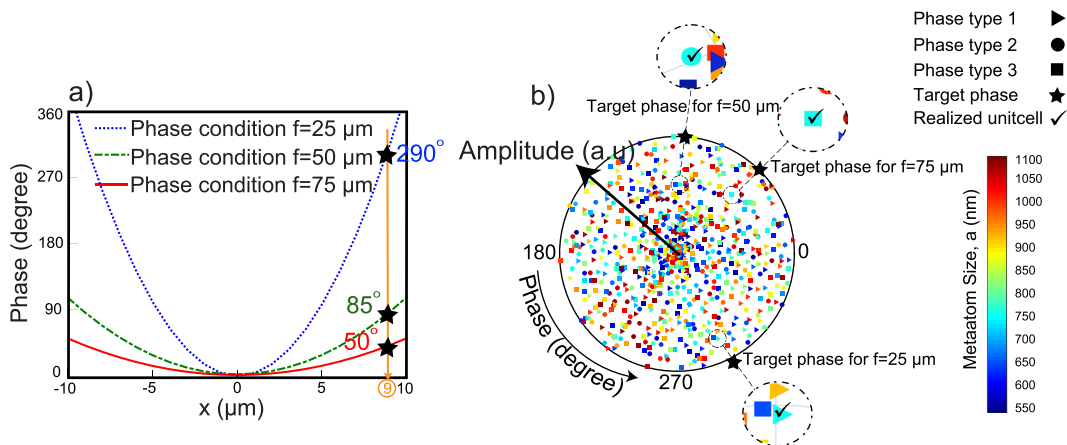 a)
360
270
180
90
0
-10
-5
0
5
10
Phase (degree)
x (µm)
Phase condition f=25 µm
Phase condition f=50 µm
Phase condition f=75 µm
290°
85°
50°
9
b)
Target phase for f=50 µm
Amplitude (a.u)
Target phase for f=75 µm
180
0
270
Phase (degree)
Target phase for f=25 µm
Phase type 1
Phase type 2
Phase type 3
Target phase
Realized unitcell
Metaatom Size, a (nm)
1100
1050
1000
950
900
850
800
750
700
650
600
550